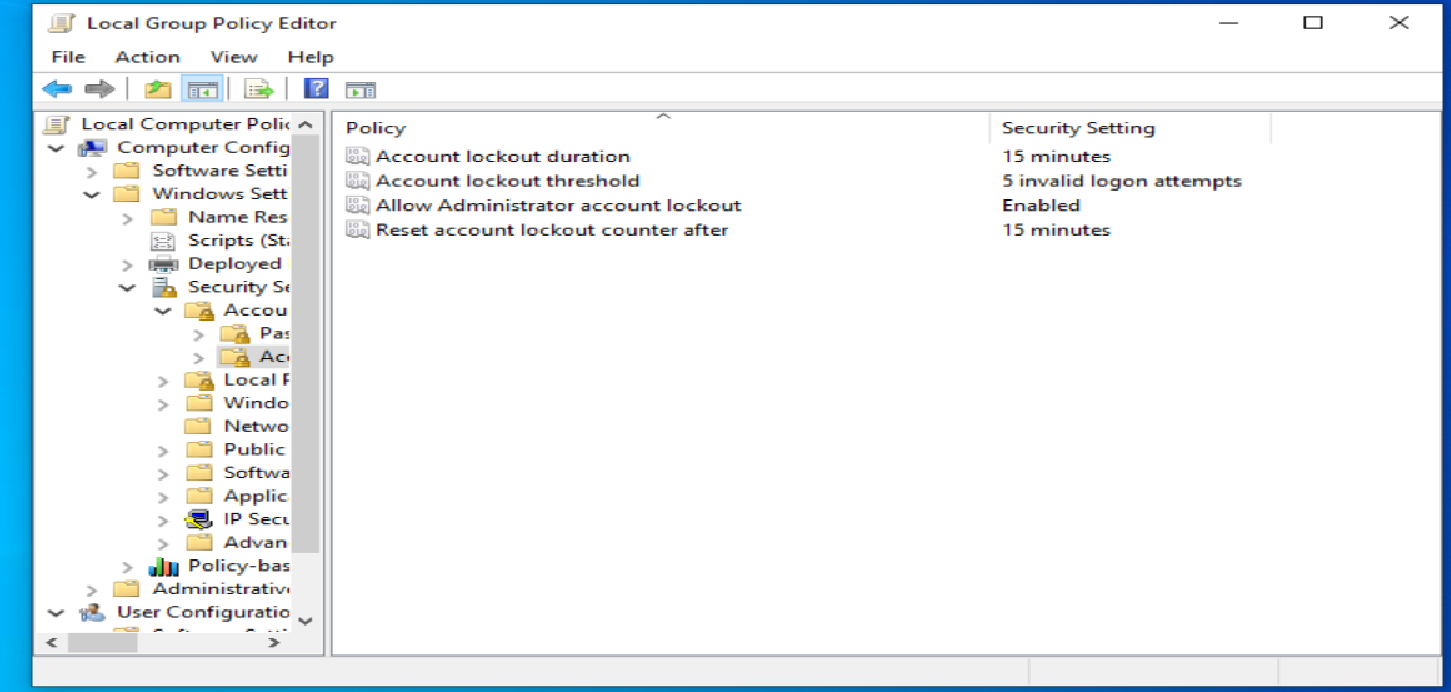 Local Group Policy Editor
File Action View Help
Local Computer Polic
Computer Config
Software Setti
Windows Sett
Name Res
Scripts (Sta
Deployed
Security Se
Accou
Pas
Acc
Local P
Windo
Netwo
Public
Softwa
Applic
IP Secu
Advan
Policy-bas
Administrativ
User Configuratio
Policy Security Setting
Account lockout duration 15 minutes
Account lockout threshold 5 invalid logon attempts
Allow Administrator account lockout Enabled
Reset account lockout counter after 15 minutes